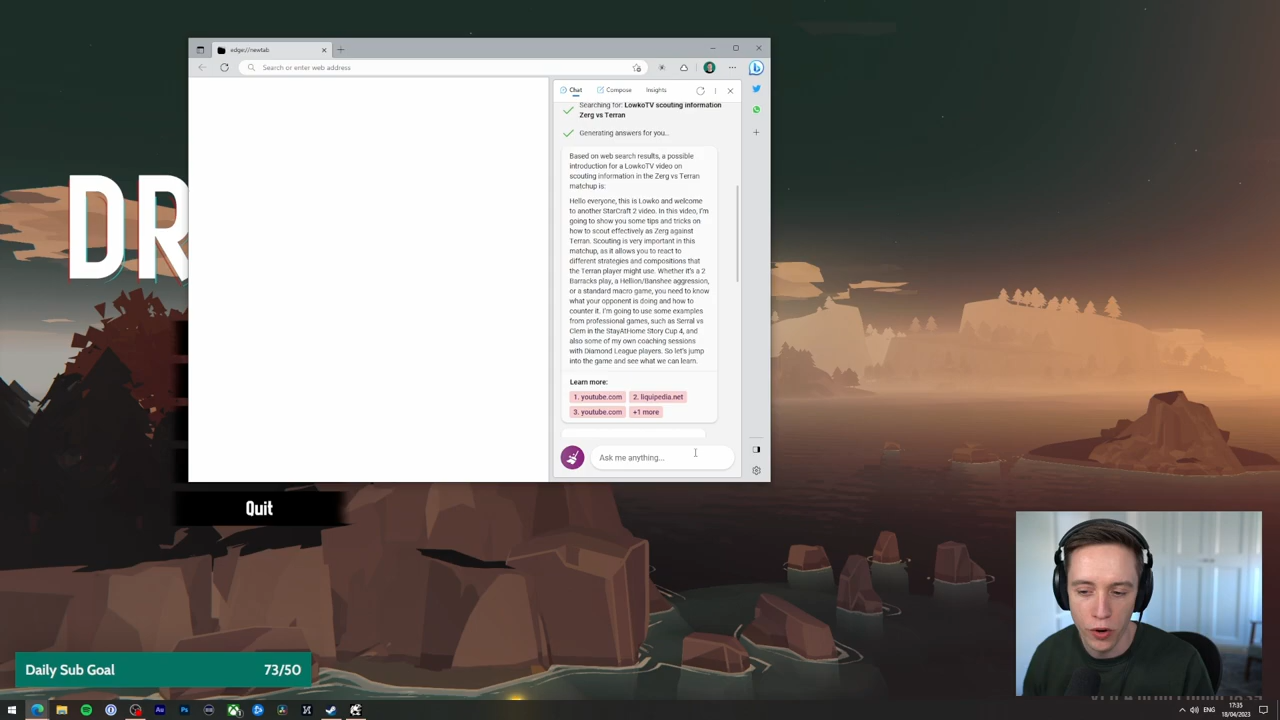 edge://newtab
Search or enter web address
Chat
Compose
Insights
Searching for: LowkoTV scouting information
Zerg vs Terran
Generating answers for you...
Based on web search results, a possible
introduction for a LowkoTV video on
scouting information in the Zerg vs Terran
matchup is:
Hello everyone, this is Lowko and welcome
to another StarCraft 2 video. In this video, I'm
going to show you some tips and tricks on
how to scout effectively as Zerg against
Terran. Scouting is very important in this
matchup, as it allows you to react to
different strategies and compositions that
the Terran player might use. Whether it's a 2
Barracks play, a Hellion/Banshee aggression,
or a standard macro game, you need to know
what your opponent is doing and how to
counter it. I'm going to use some examples
from professional games, such as Serral vs
Clem in the StayAtHome Story Cup 4, and
also some of my own coaching sessions
with Diamond League players. So let's jump
into the game and see what we can learn.
Learn more:
1. youtube.com
2. liquipedia.net
3. youtube.com
+1 more
Ask me anything...
DR
Quit
Daily Sub Goal
73/50
ENG
17:35
18/04/2023